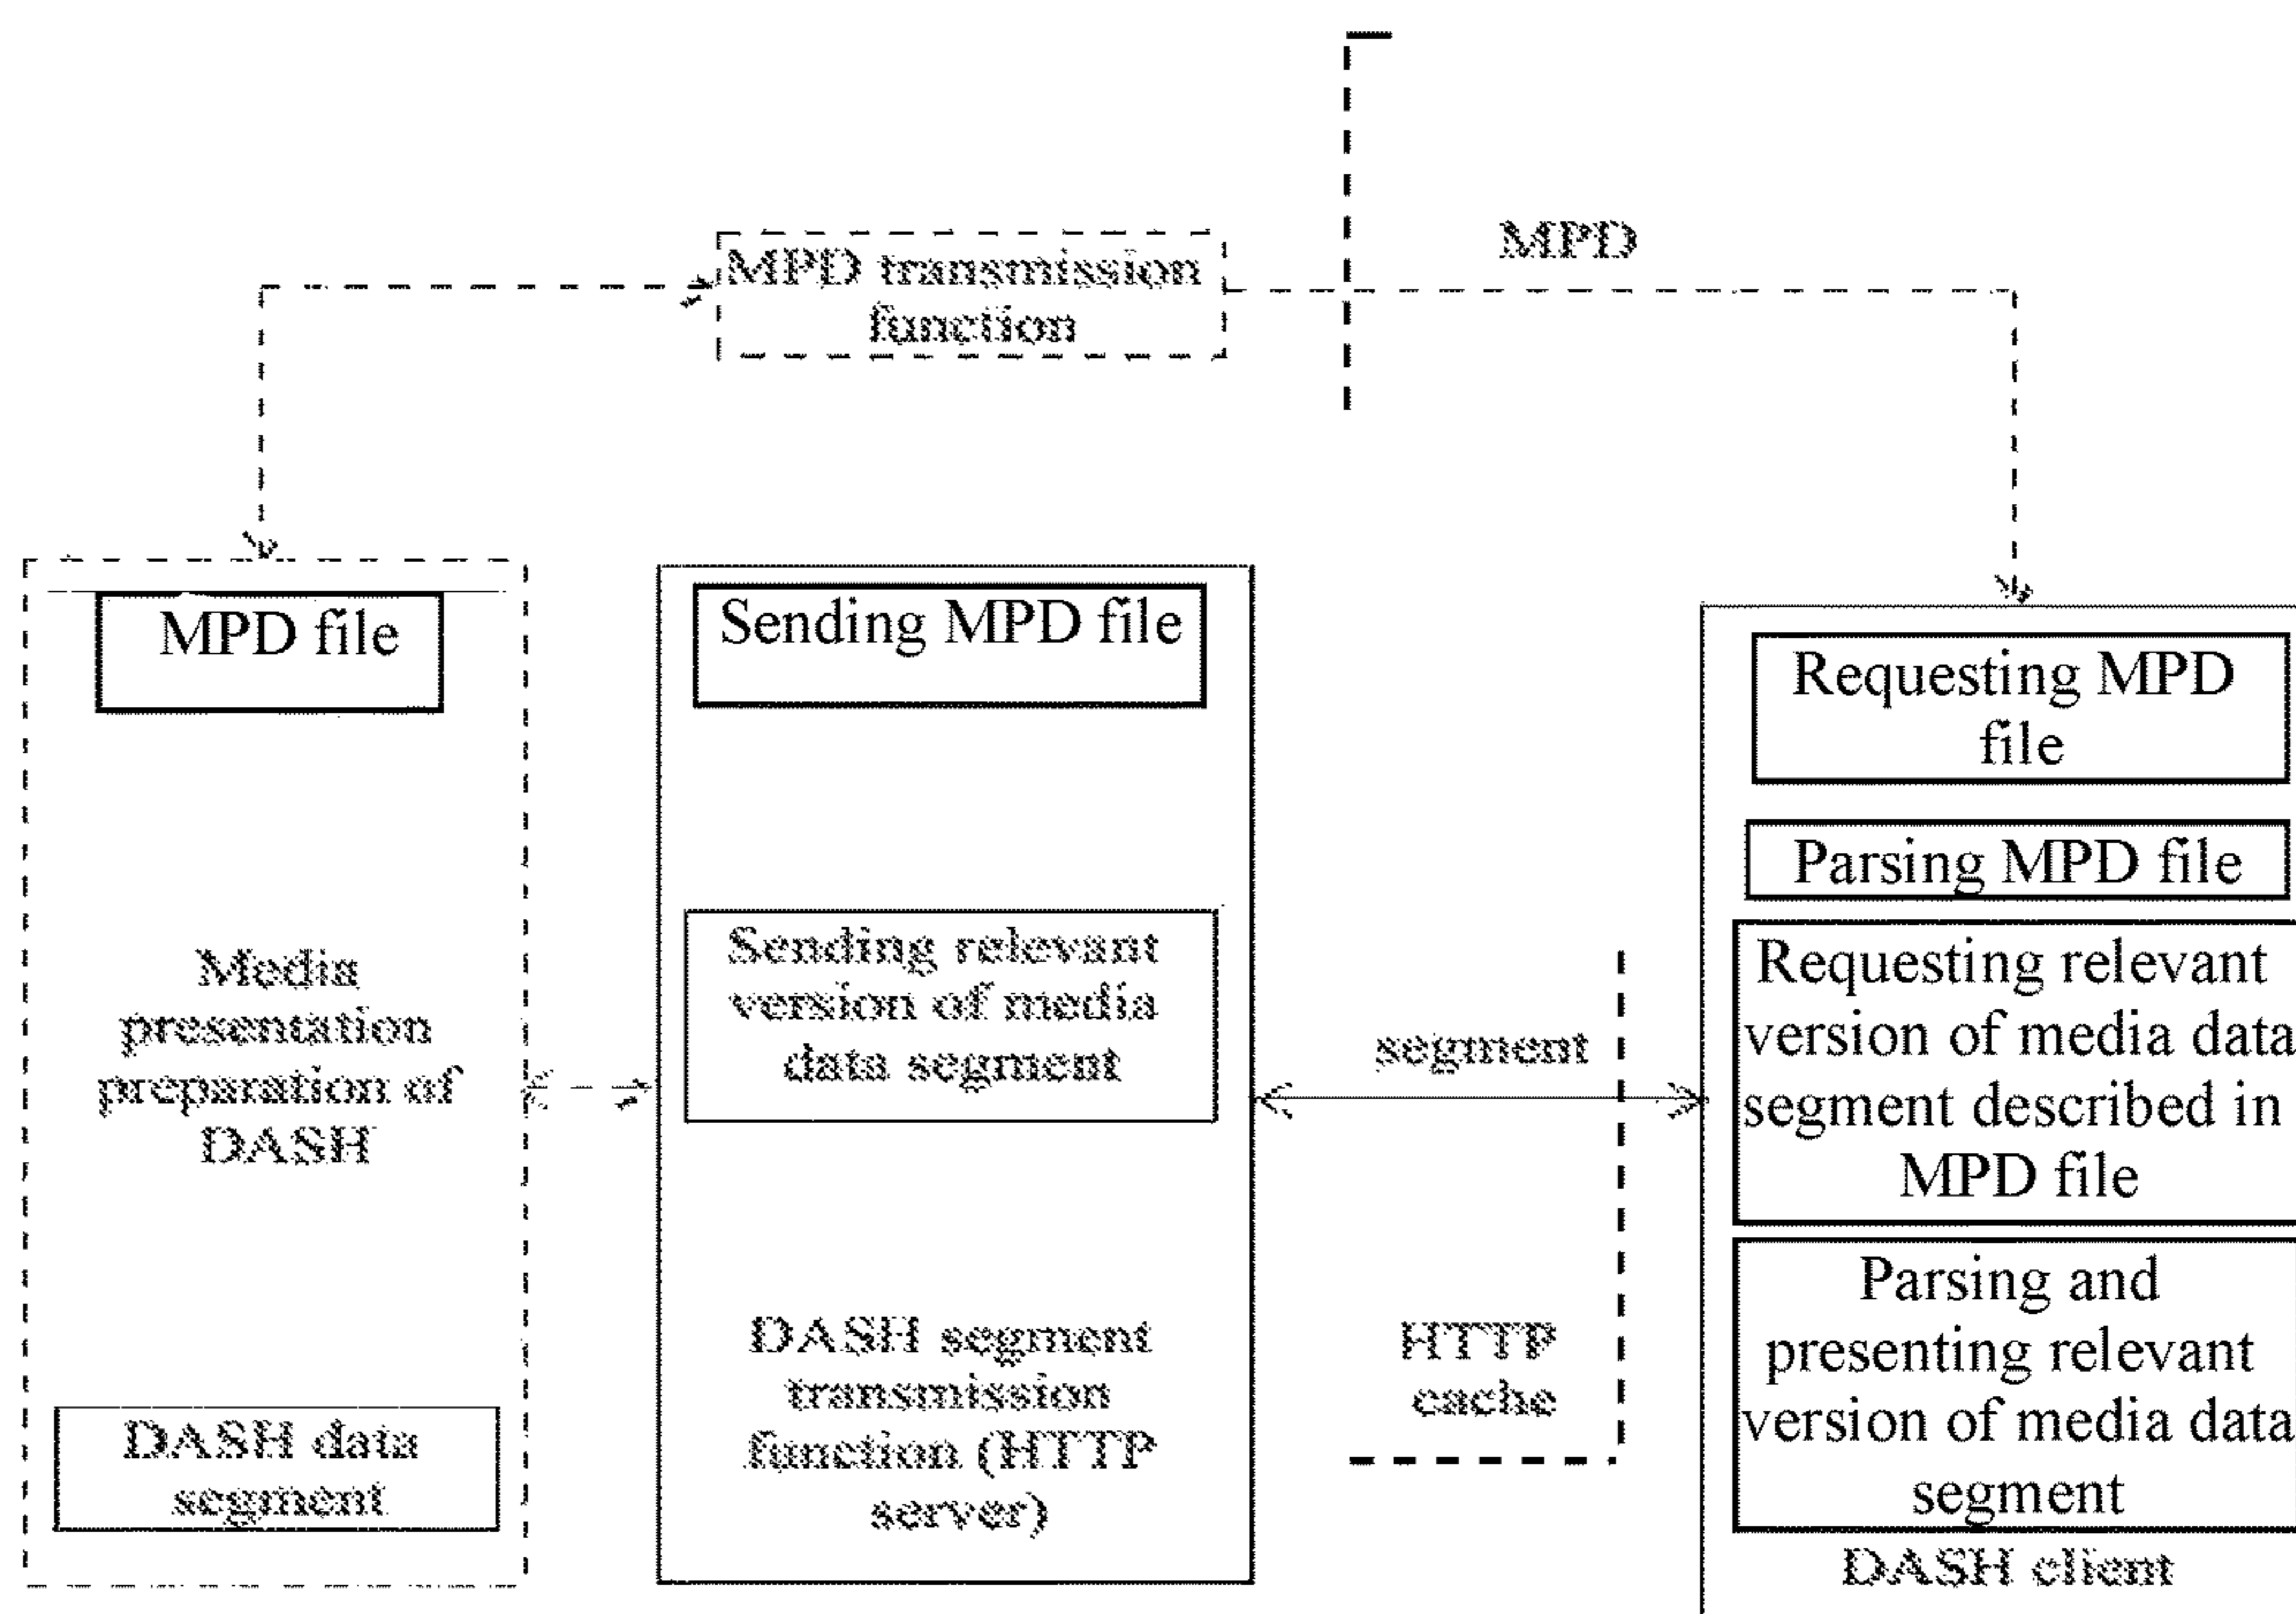 MPD transmission
function
MPD
MPD file
Media
presentation
preparation of
DASH
DASH data
segment
Sending MPD file
Sending relevant
version of media
data segment
DASH segment
transmission
function (HTTP
server)
segment
HTTP
cache
Requesting MPD
file
Parsing MPD file
Requesting relevant
version of media data
segment described in
MPD file
Parsing and
presenting relevant
version of media data
segment
DASH client